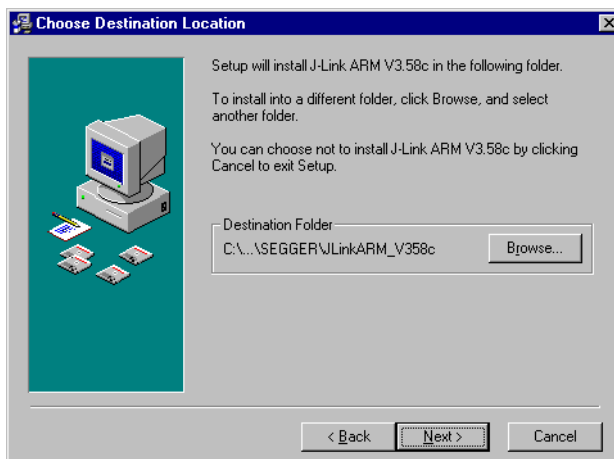 Choose Destination Location
Setup will install J-Link ARM V3.58c in the following folder.
To install into a different folder, click Browse, and select
another folder.
You can choose not to install J-Link ARM V3.58c by clicking
Cancel to exit Setup.
Destination Folder
C:\...\SEGGER\JLinkARM_V358c
Browse...
< Back
Next >
Cancel